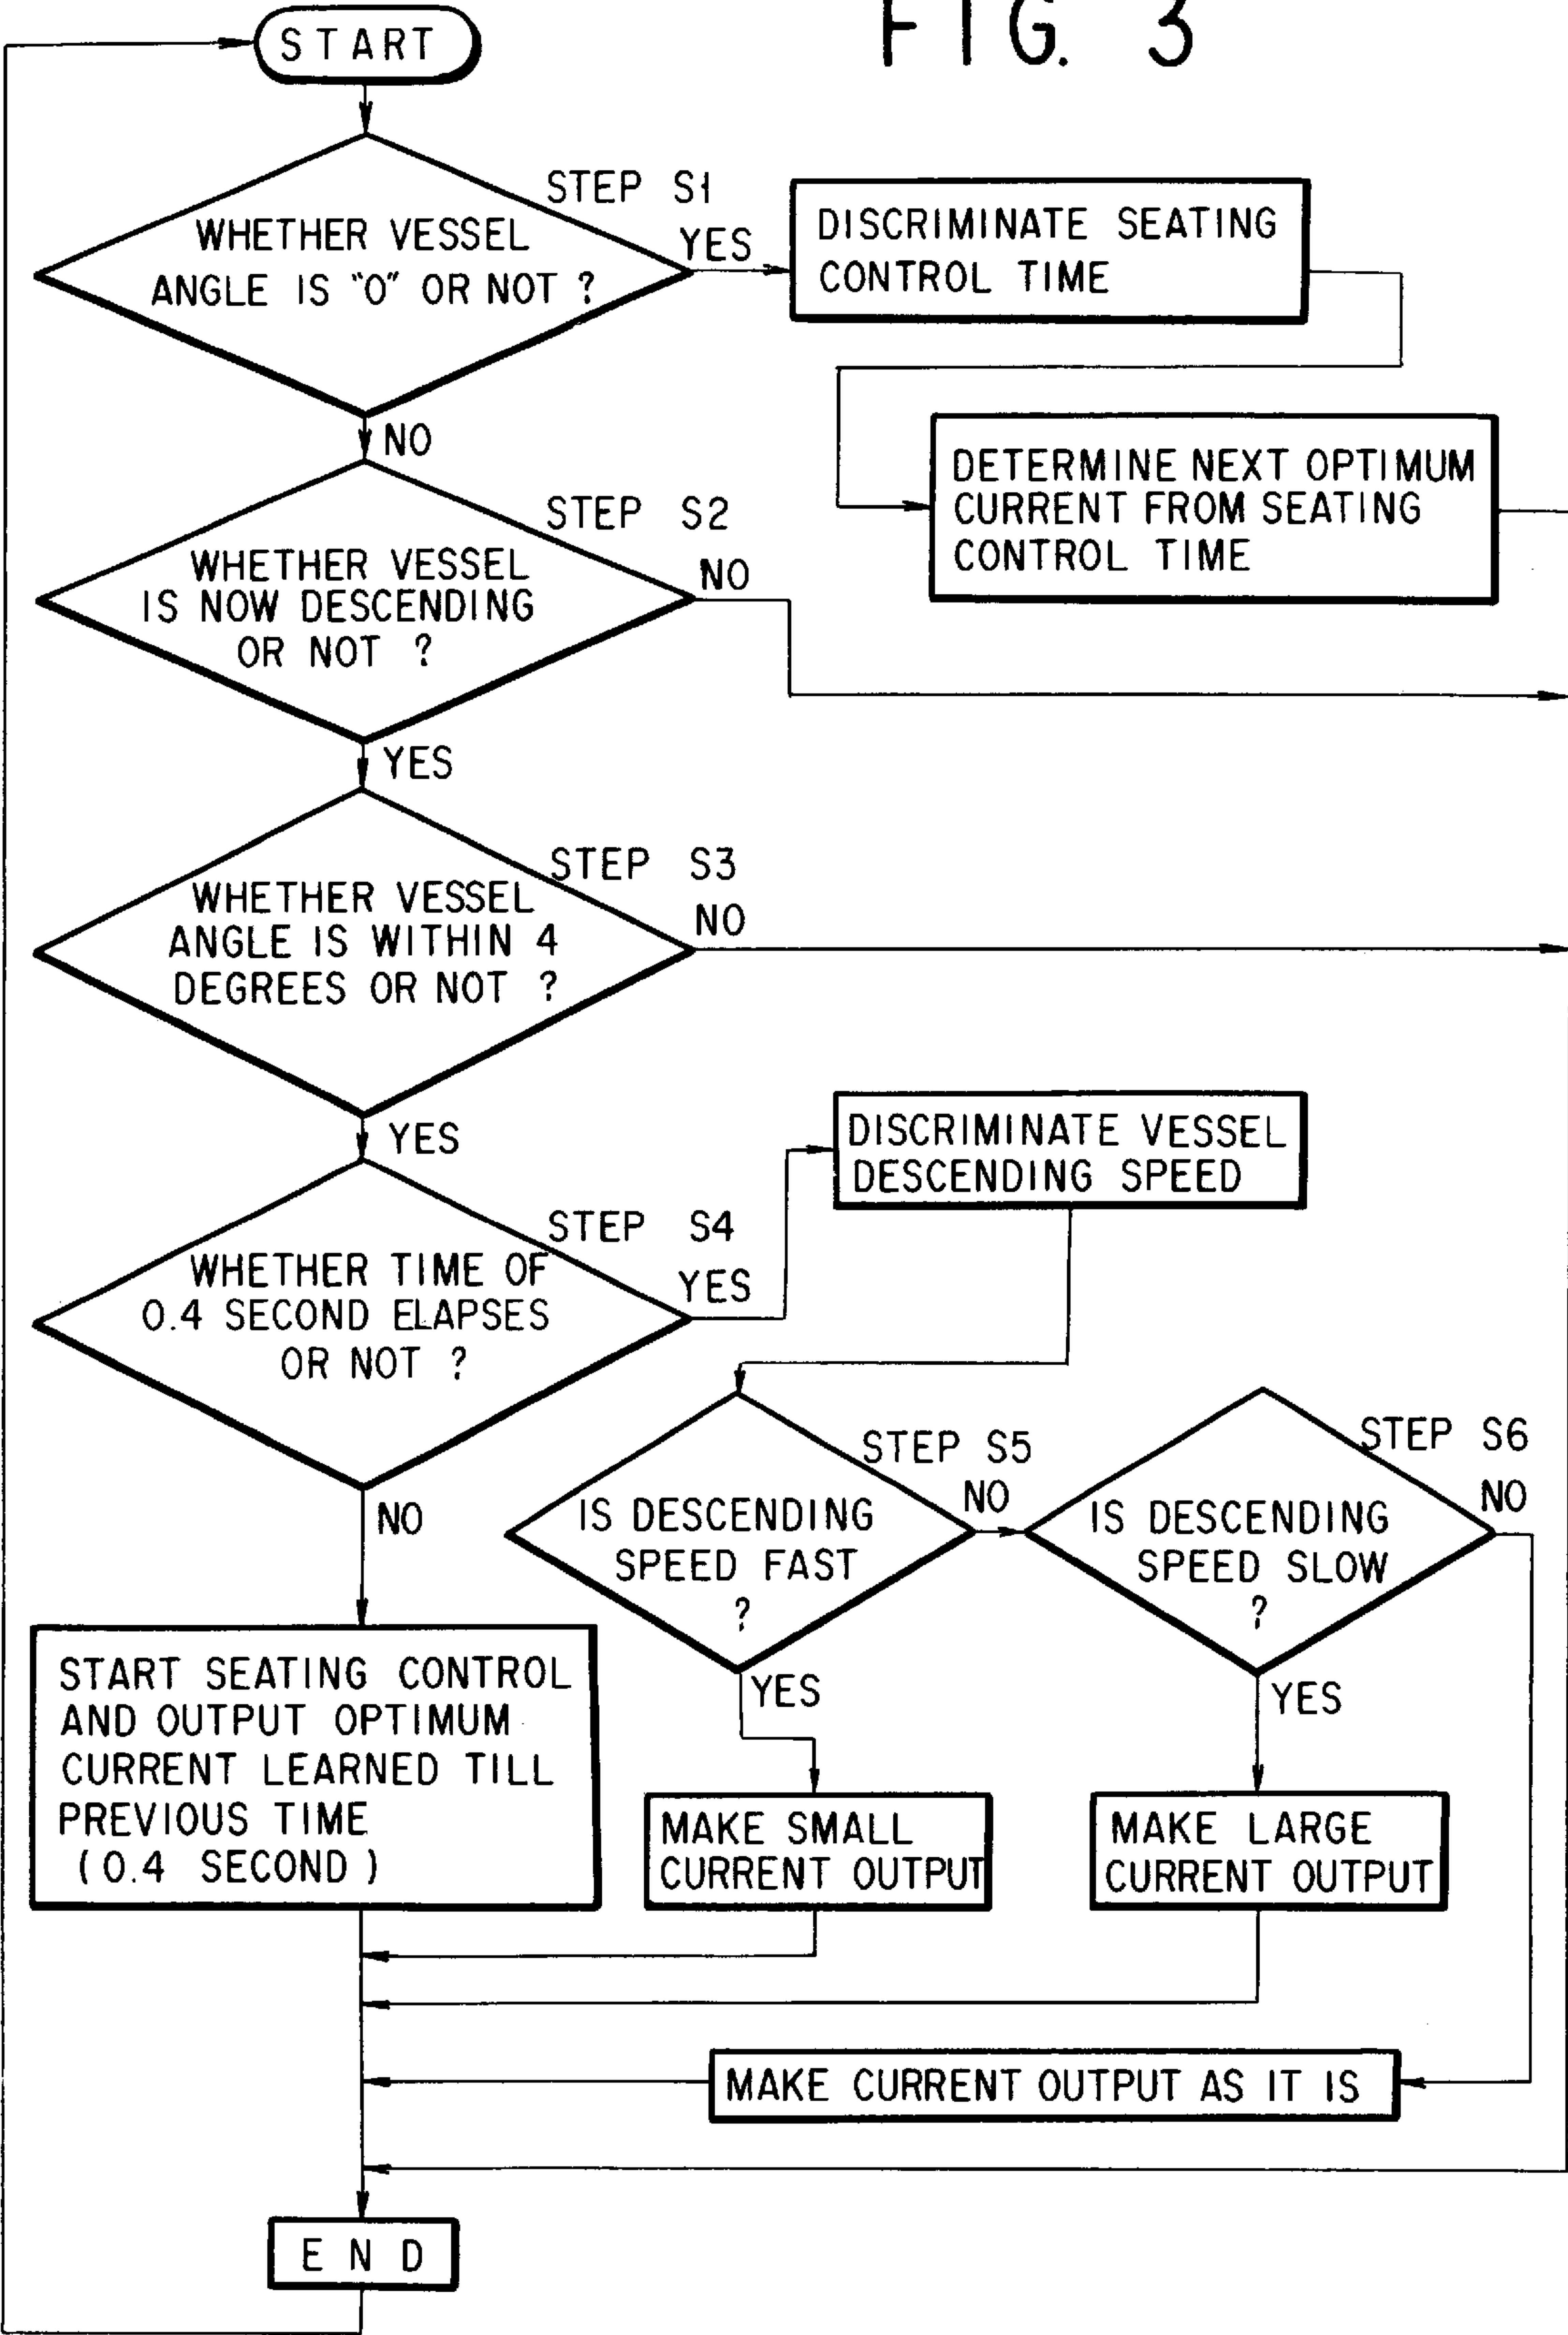 FIG. 3
START
STEP S1
WHETHER VESSEL
ANGLE IS "0" OR NOT ?
YES
DISCRIMINATE SEATING
CONTROL TIME
NO
DETERMINE NEXT OPTIMUM
CURRENT FROM SEATING
CONTROL TIME
STEP S2
WHETHER VESSEL
IS NOW DESCENDING
OR NOT ?
NO
YES
STEP S3
WHETHER VESSEL
ANGLE IS WITHIN 4
DEGREES OR NOT ?
NO
YES
DISCRIMINATE VESSEL
DESCENDING SPEED
STEP S4
WHETHER TIME OF
0.4 SECOND ELAPSES
OR NOT ?
YES
NO
STEP S5
IS DESCENDING
SPEED FAST
?
NO
STEP S6
IS DESCENDING
SPEED SLOW
?
NO
YES
YES
START SEATING CONTROL
AND OUTPUT OPTIMUM
CURRENT LEARNED TILL
PREVIOUS TIME
(0.4 SECOND)
MAKE SMALL
CURRENT OUTPUT
MAKE LARGE
CURRENT OUTPUT
MAKE CURRENT OUTPUT AS IT IS
END